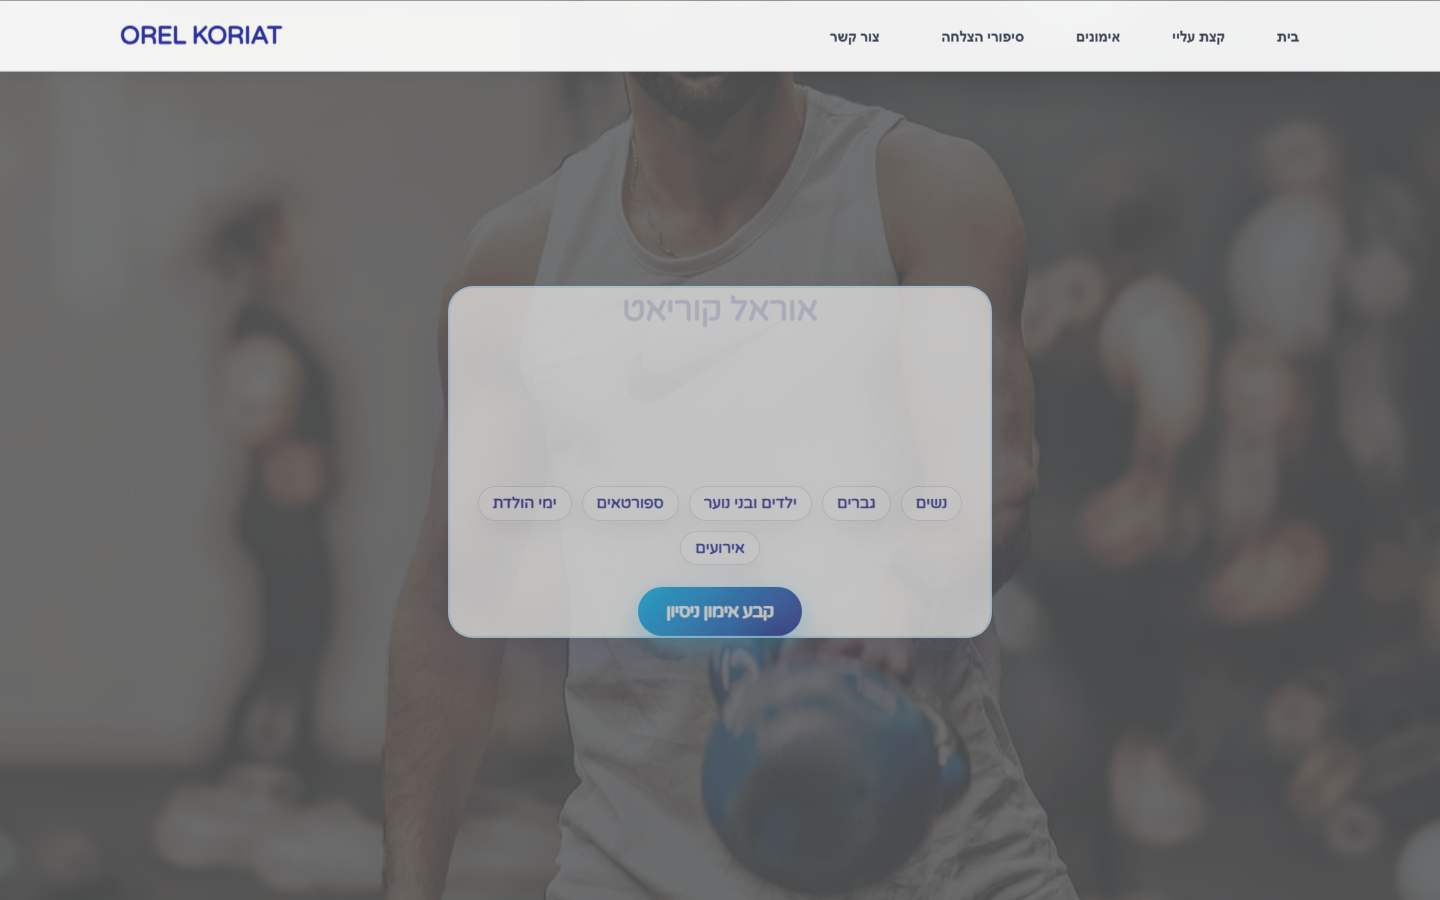 בית קצת עליי אימונים סיפורי הצלחה צור קשר OREL KORIAT
אוראל קוריאט
נשים גברים ילדים ובני נוער ספורטאים ימי הולדת
אירועים
קבע אימון ניסיון